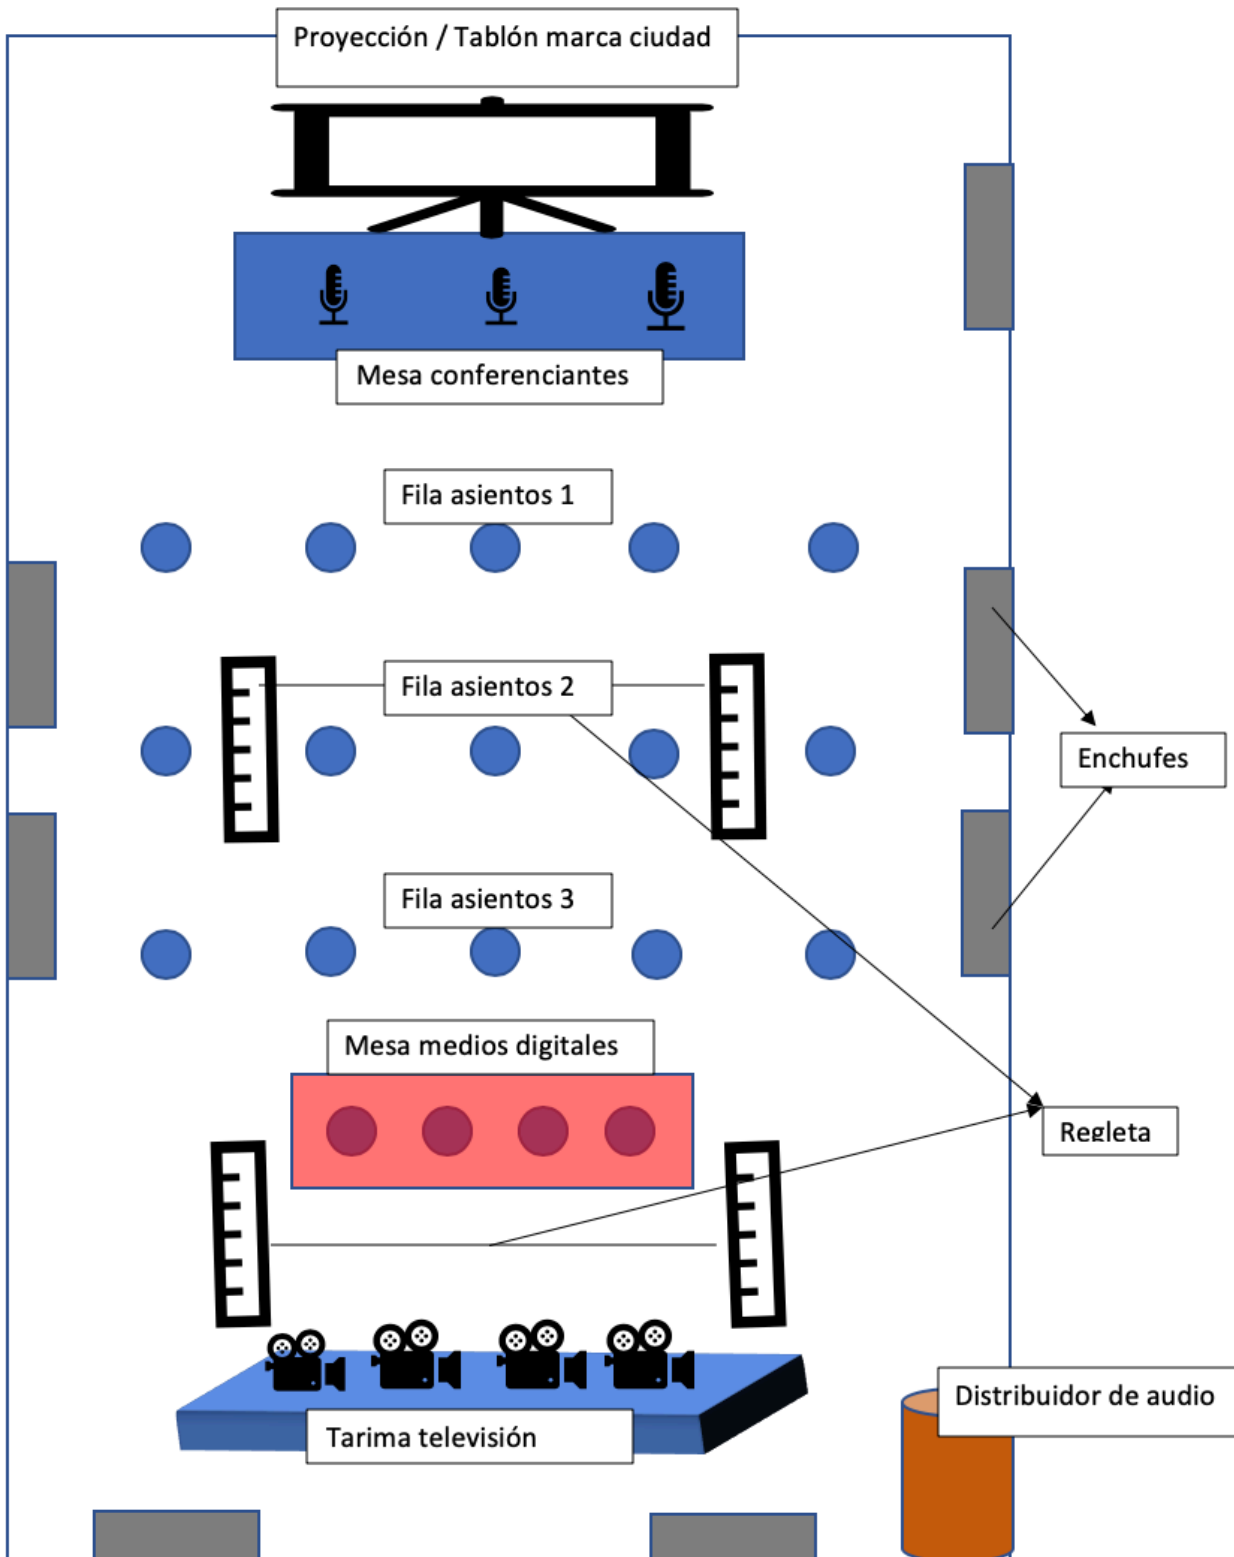 Proyección / Tablón marca ciudad
Mesa conferenciantes
Fila asientos 1
Fila asientos 2
Enchufes
Fila asientos 3
Mesa medios digitales
Regleta
Distribuidor de audio
Tarima televisión